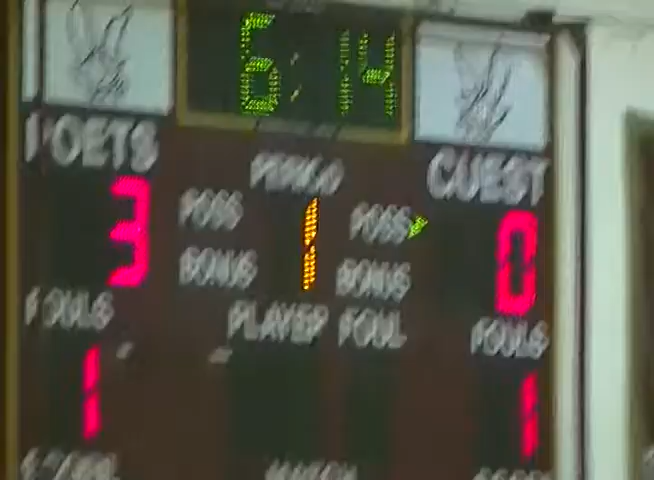 6:14
POETS PERIOD GUEST
3 POSS 1 POSS 0
BONUS BONUS
FOULS PLAYER FOUL FOULS
1 1